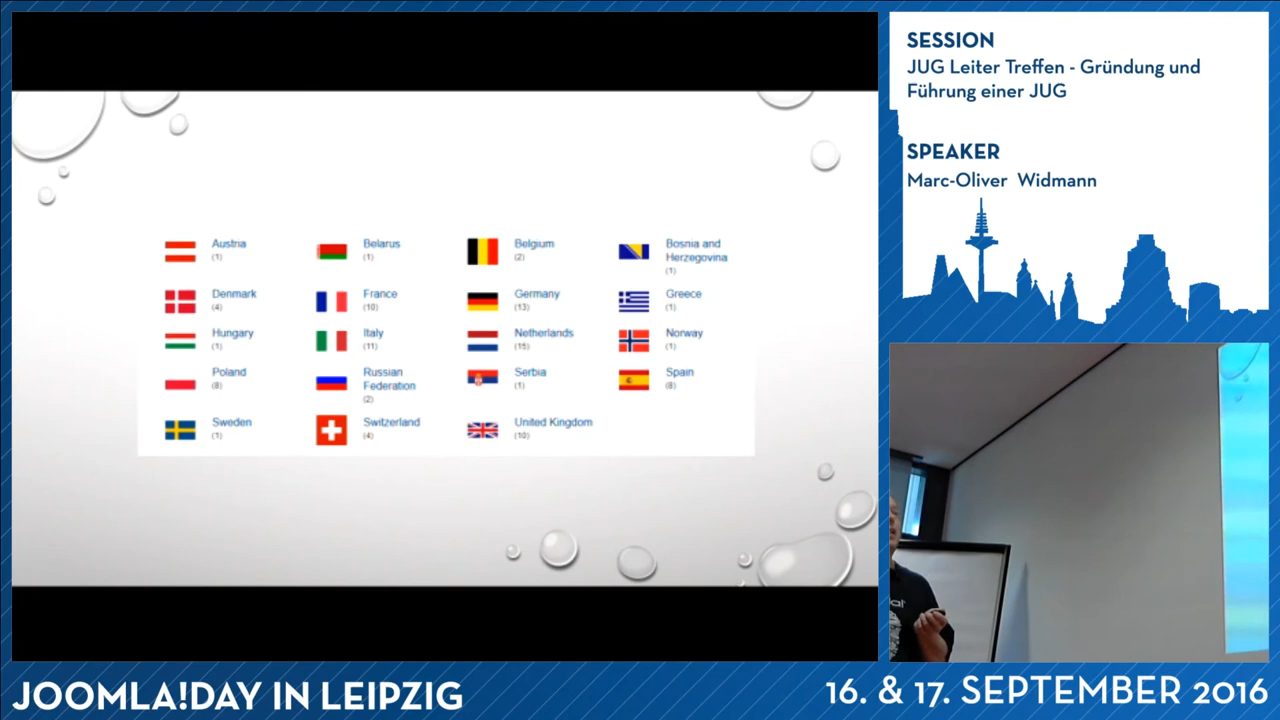 SESSION
JUG Leiter Treffen - Gründung und
Führung einer JUG
SPEAKER
Marc-Oliver Widmann
Austria
(1)
Belarus
(1)
Belgium
(2)
Bosnia and
Herzegovina
(1)
Denmark
(4)
France
(10)
Germany
(13)
Greece
(1)
Hungary
(1)
Italy
(11)
Netherlands
(15)
Norway
(1)
Poland
(8)
Russian
Federation
(2)
Serbia
(1)
Spain
(8)
Sweden
(1)
Switzerland
(4)
United Kingdom
(10)
JOOMLA!DAY IN LEIPZIG
16. & 17. SEPTEMBER 2016